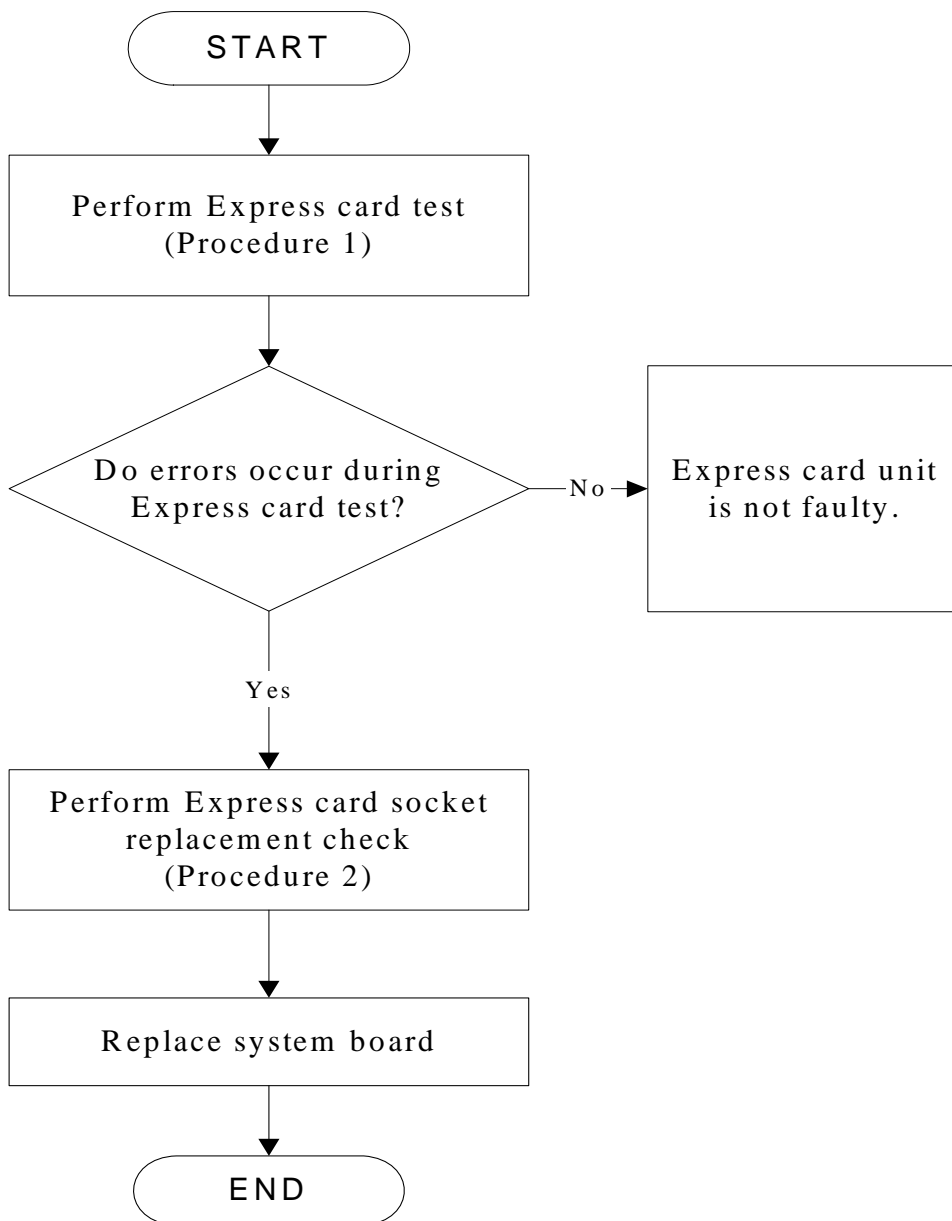 START
Perform Express card test
(Procedure 1)
Do errors occur during
Express card test?
No
Express card unit
is not faulty.
Yes
Perform Express card socket
replacement check
(Procedure 2)
Replace system board
END